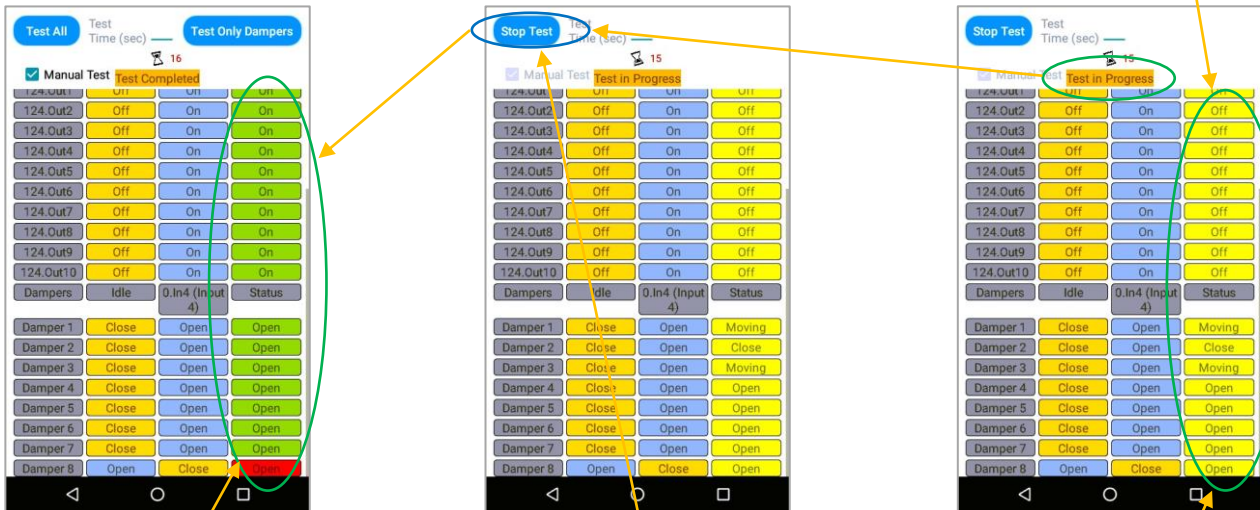 Test All
Test
Time (sec)
Test Only Dampers
16
Manual Test Test Completed
124.Out1 Off On On
124.Out2 Off On On
124.Out3 Off On On
124.Out4 Off On On
124.Out5 Off On On
124.Out6 Off On On
124.Out7 Off On On
124.Out8 Off On On
124.Out9 Off On On
124.Out10 Off On On
Dampers Idle 0.In4 (Input 4) Status
Damper 1 Close Open Open
Damper 2 Close Open Open
Damper 3 Close Open Open
Damper 4 Close Open Open
Damper 5 Close Open Open
Damper 6 Close Open Open
Damper 7 Close Open Open
Damper 8 Open Close Open
Stop Test
Test
Time (sec)
15
Manual Test Test in Progress
124.Out1 Off On Off
124.Out2 Off On Off
124.Out3 Off On Off
124.Out4 Off On Off
124.Out5 Off On Off
124.Out6 Off On Off
124.Out7 Off On Off
124.Out8 Off On Off
124.Out9 Off On Off
124.Out10 Off On Off
Dampers Idle 0.In4 (Input 4) Status
Damper 1 Close Open Moving
Damper 2 Close Open Close
Damper 3 Close Open Moving
Damper 4 Close Open Open
Damper 5 Close Open Open
Damper 6 Close Open Open
Damper 7 Close Open Open
Damper 8 Open Close Open
Stop Test
Test
Time (sec)
15
Manual Test Test in Progress
124.Out1 Off On Off
124.Out2 Off On Off
124.Out3 Off On Off
124.Out4 Off On Off
124.Out5 Off On Off
124.Out6 Off On Off
124.Out7 Off On Off
124.Out8 Off On Off
124.Out9 Off On Off
124.Out10 Off On Off
Dampers Idle 0.In4 (Input 4) Status
Damper 1 Close Open Moving
Damper 2 Close Open Close
Damper 3 Close Open Moving
Damper 4 Close Open Open
Damper 5 Close Open Open
Damper 6 Close Open Open
Damper 7 Close Open Open
Damper 8 Open Close Open